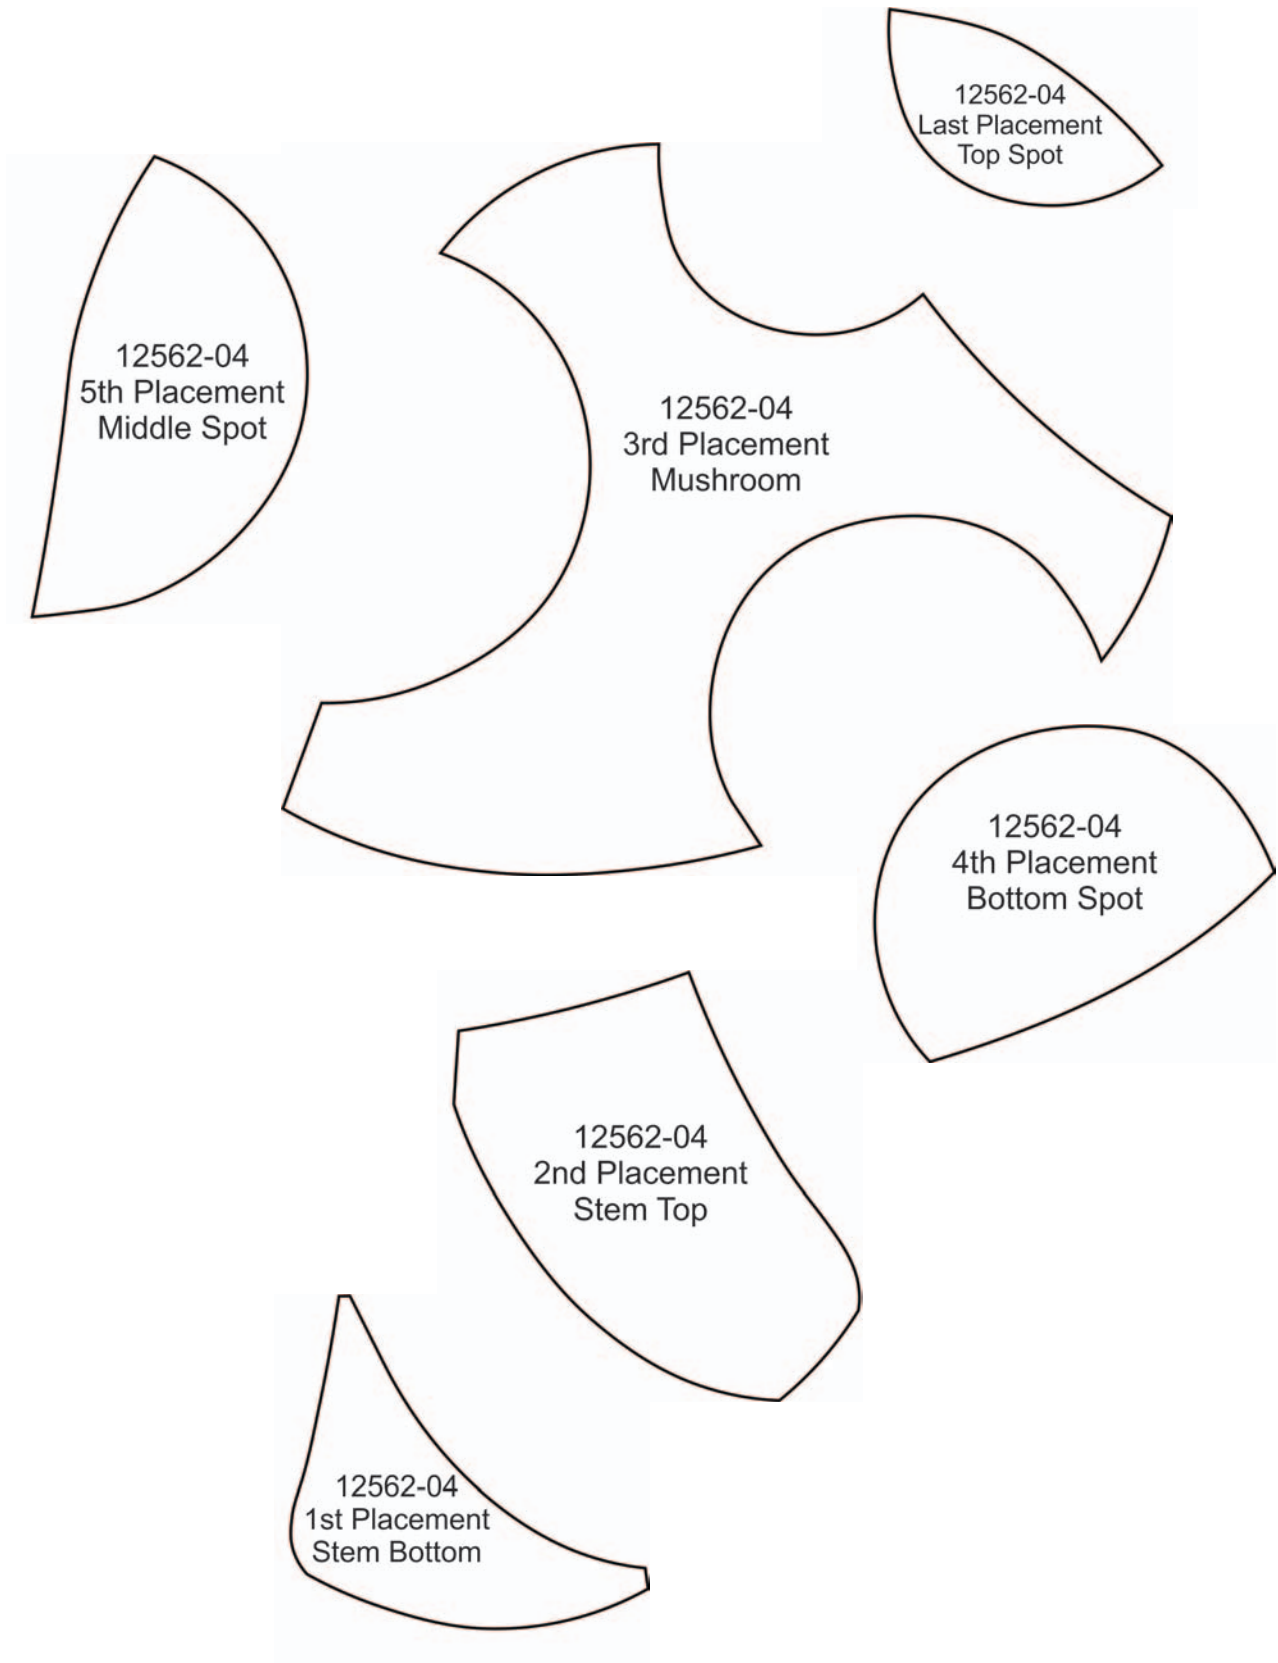 12562-04
Last Placement
Top Spot
12562-04
5th Placement
Middle Spot
12562-04
3rd Placement
Mushroom
12562-04
4th Placement
Bottom Spot
12562-04
2nd Placement
Stem Top
12562-04
1st Placement
Stem Bottom